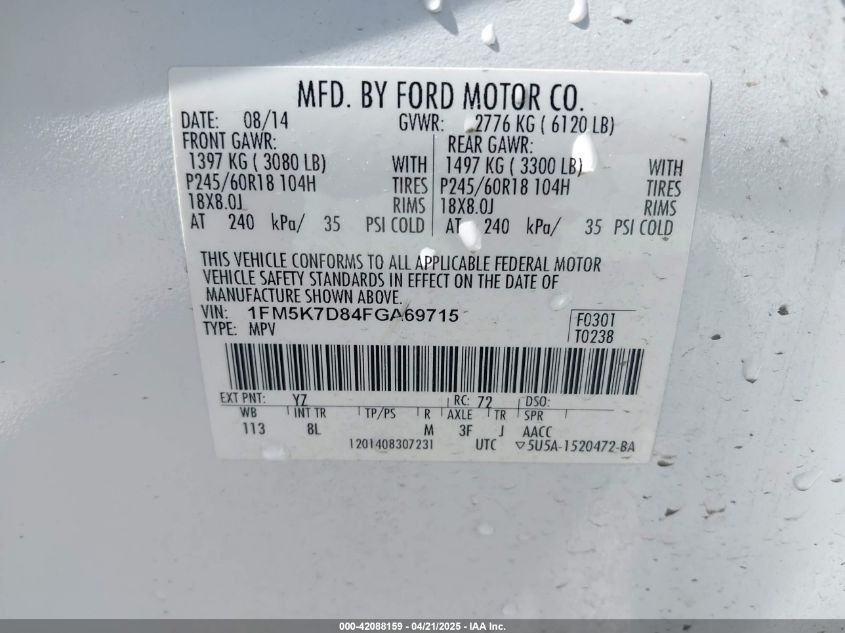 MFD. BY FORD MOTOR CO.
DATE: 08/14 GVWR: 2776 KG ( 6120 LB)
FRONT GAWR: REAR GAWR:
1397 KG ( 3080 LB) WITH 1497 KG ( 3300 LB) WITH
P245/60R18 104H TIRES P245/60R18 104H TIRES
18X8.0J RIMS 18X8.0J RIMS
AT 240 kPa/ 35 PSI COLD AT 240 kPa/ 35 PSI COLD
THIS VEHICLE CONFORMS TO ALL APPLICABLE FEDERAL MOTOR
VEHICLE SAFETY STANDARDS IN EFFECT ON THE DATE OF
MANUFACTURE SHOWN ABOVE.
VIN: 1FM5K7D84FGA69715 F0301
TYPE: MPV T0238
EXT PNT: YZ RC: 72 DSO:
WB INT TR TP/PS R AXLE TR SPR
113 BL M 3F J AACC
1201408307231 UTC ▽5U5A-1520472-BA
000-42088159 - 04/21/2025 - IAA Inc.